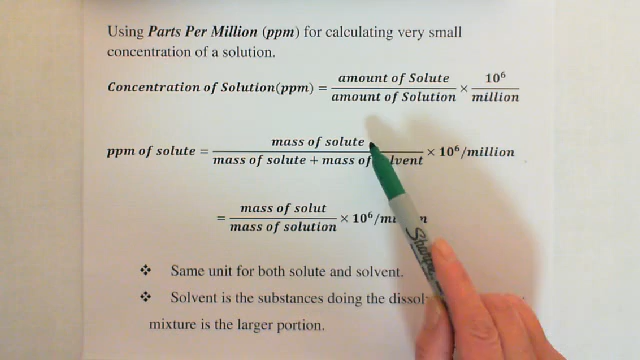 Using Parts Per Million (ppm) for calculating very small
concentration of a solution.
Concentration of Solution(ppm) = amount of Solute / amount of Solution × 10⁶ / million
ppm of solute = mass of solute / mass of solute + mass of × 10⁶/million
= mass of solut / mass of solution × 10⁶/
❖ Same unit for both solute and solvent.
❖ Solvent is the substances doing the
mixture is the larger portion.
Sharpie